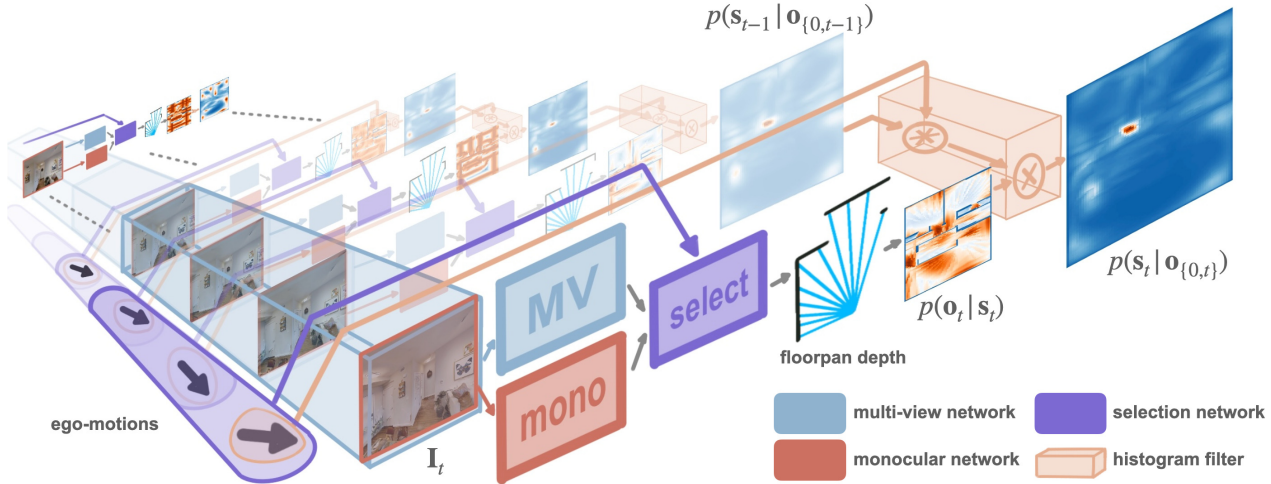 p(s_{t−1} | o_{\{0,t−1\}})
MV
select
mono
p(o_t | s_t)
p(s_t | o_{\{0,t\}})
floorpan depth
ego-motions
I_t
multi-view network
selection network
monocular network
histogram filter